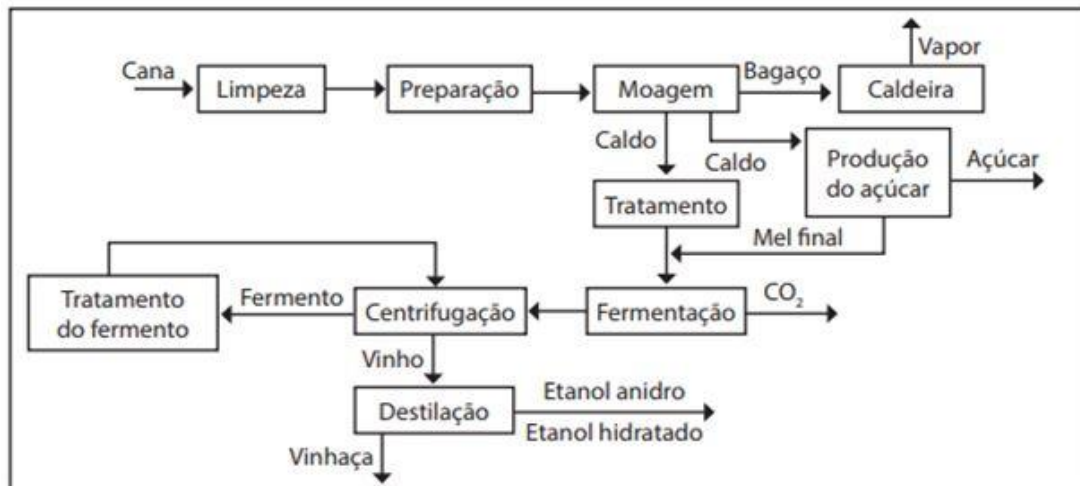 Cana
Limpeza
Preparação
Moagem
Bagaço
Vapor
Caldeira
Caldo
Caldo
Produção
do açúcar
Açúcar
Tratamento
Mel final
Tratamento
do fermento
Fermento
Centrifugação
Fermentação
CO₂
Vinho
Destilação
Etanol anidro
Etanol hidratado
Vinhaça